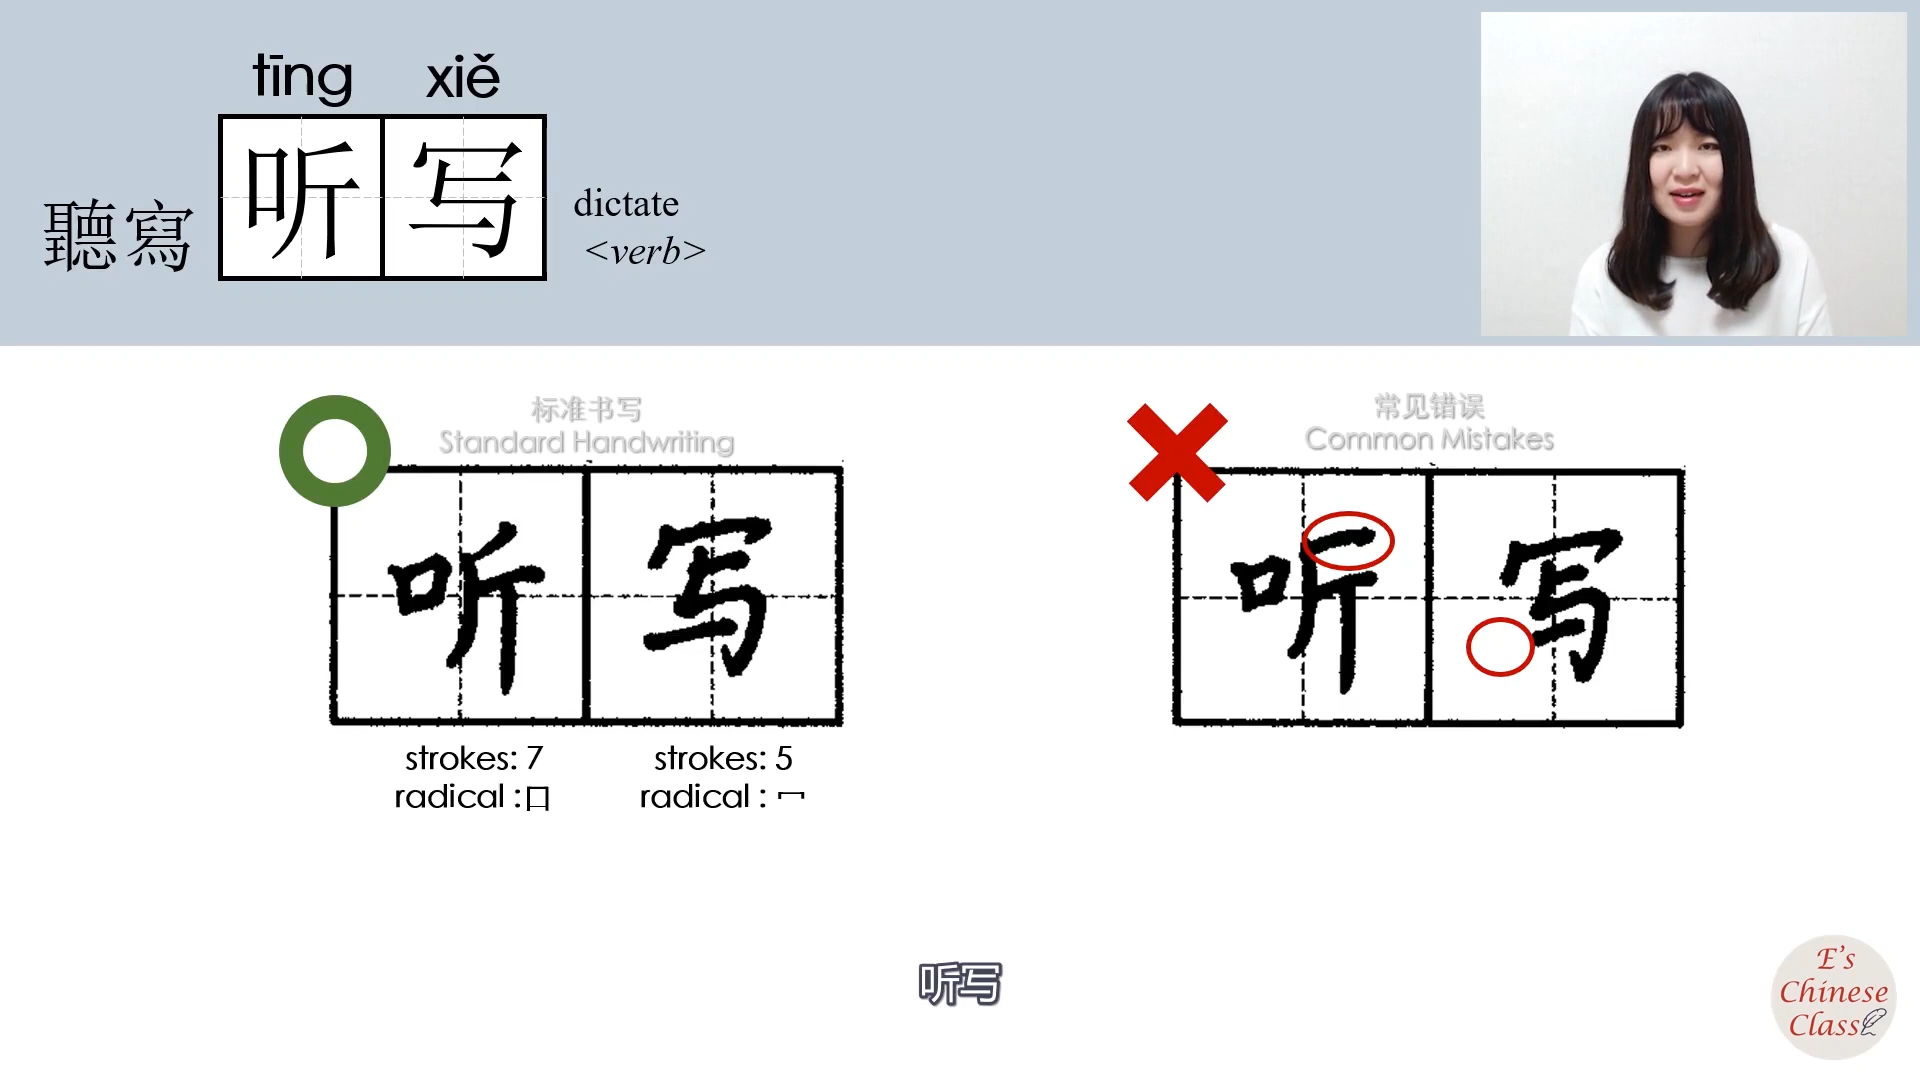 tīng xiě
聽寫 听写 dictate
<verb>
标准书写
Standard Handwriting
听写
strokes: 7 strokes: 5
radical :口 radical : 冖
常见错误
Common Mistakes
听写
听写
E's
Chinese
Class